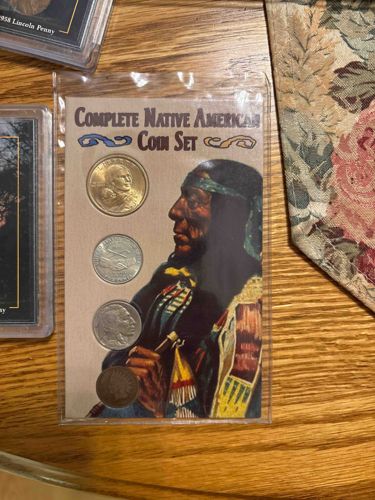 1958 Lincoln Penny
COMPLETE NATIVE AMERICAN
COIN SET